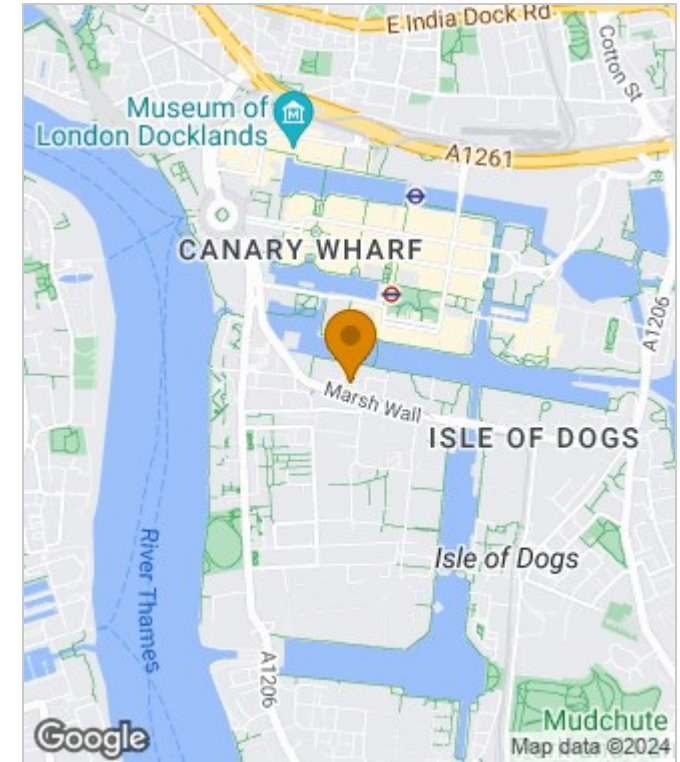 E India Dock Rd
Cotton St
Museum of
London Docklands
M
A1261
CANARY WHARF
A1206
Marsh Wall
ISLE OF DOGS
River Thames
Isle of Dogs
A1206
Mudchute
Google
Map data ©2024